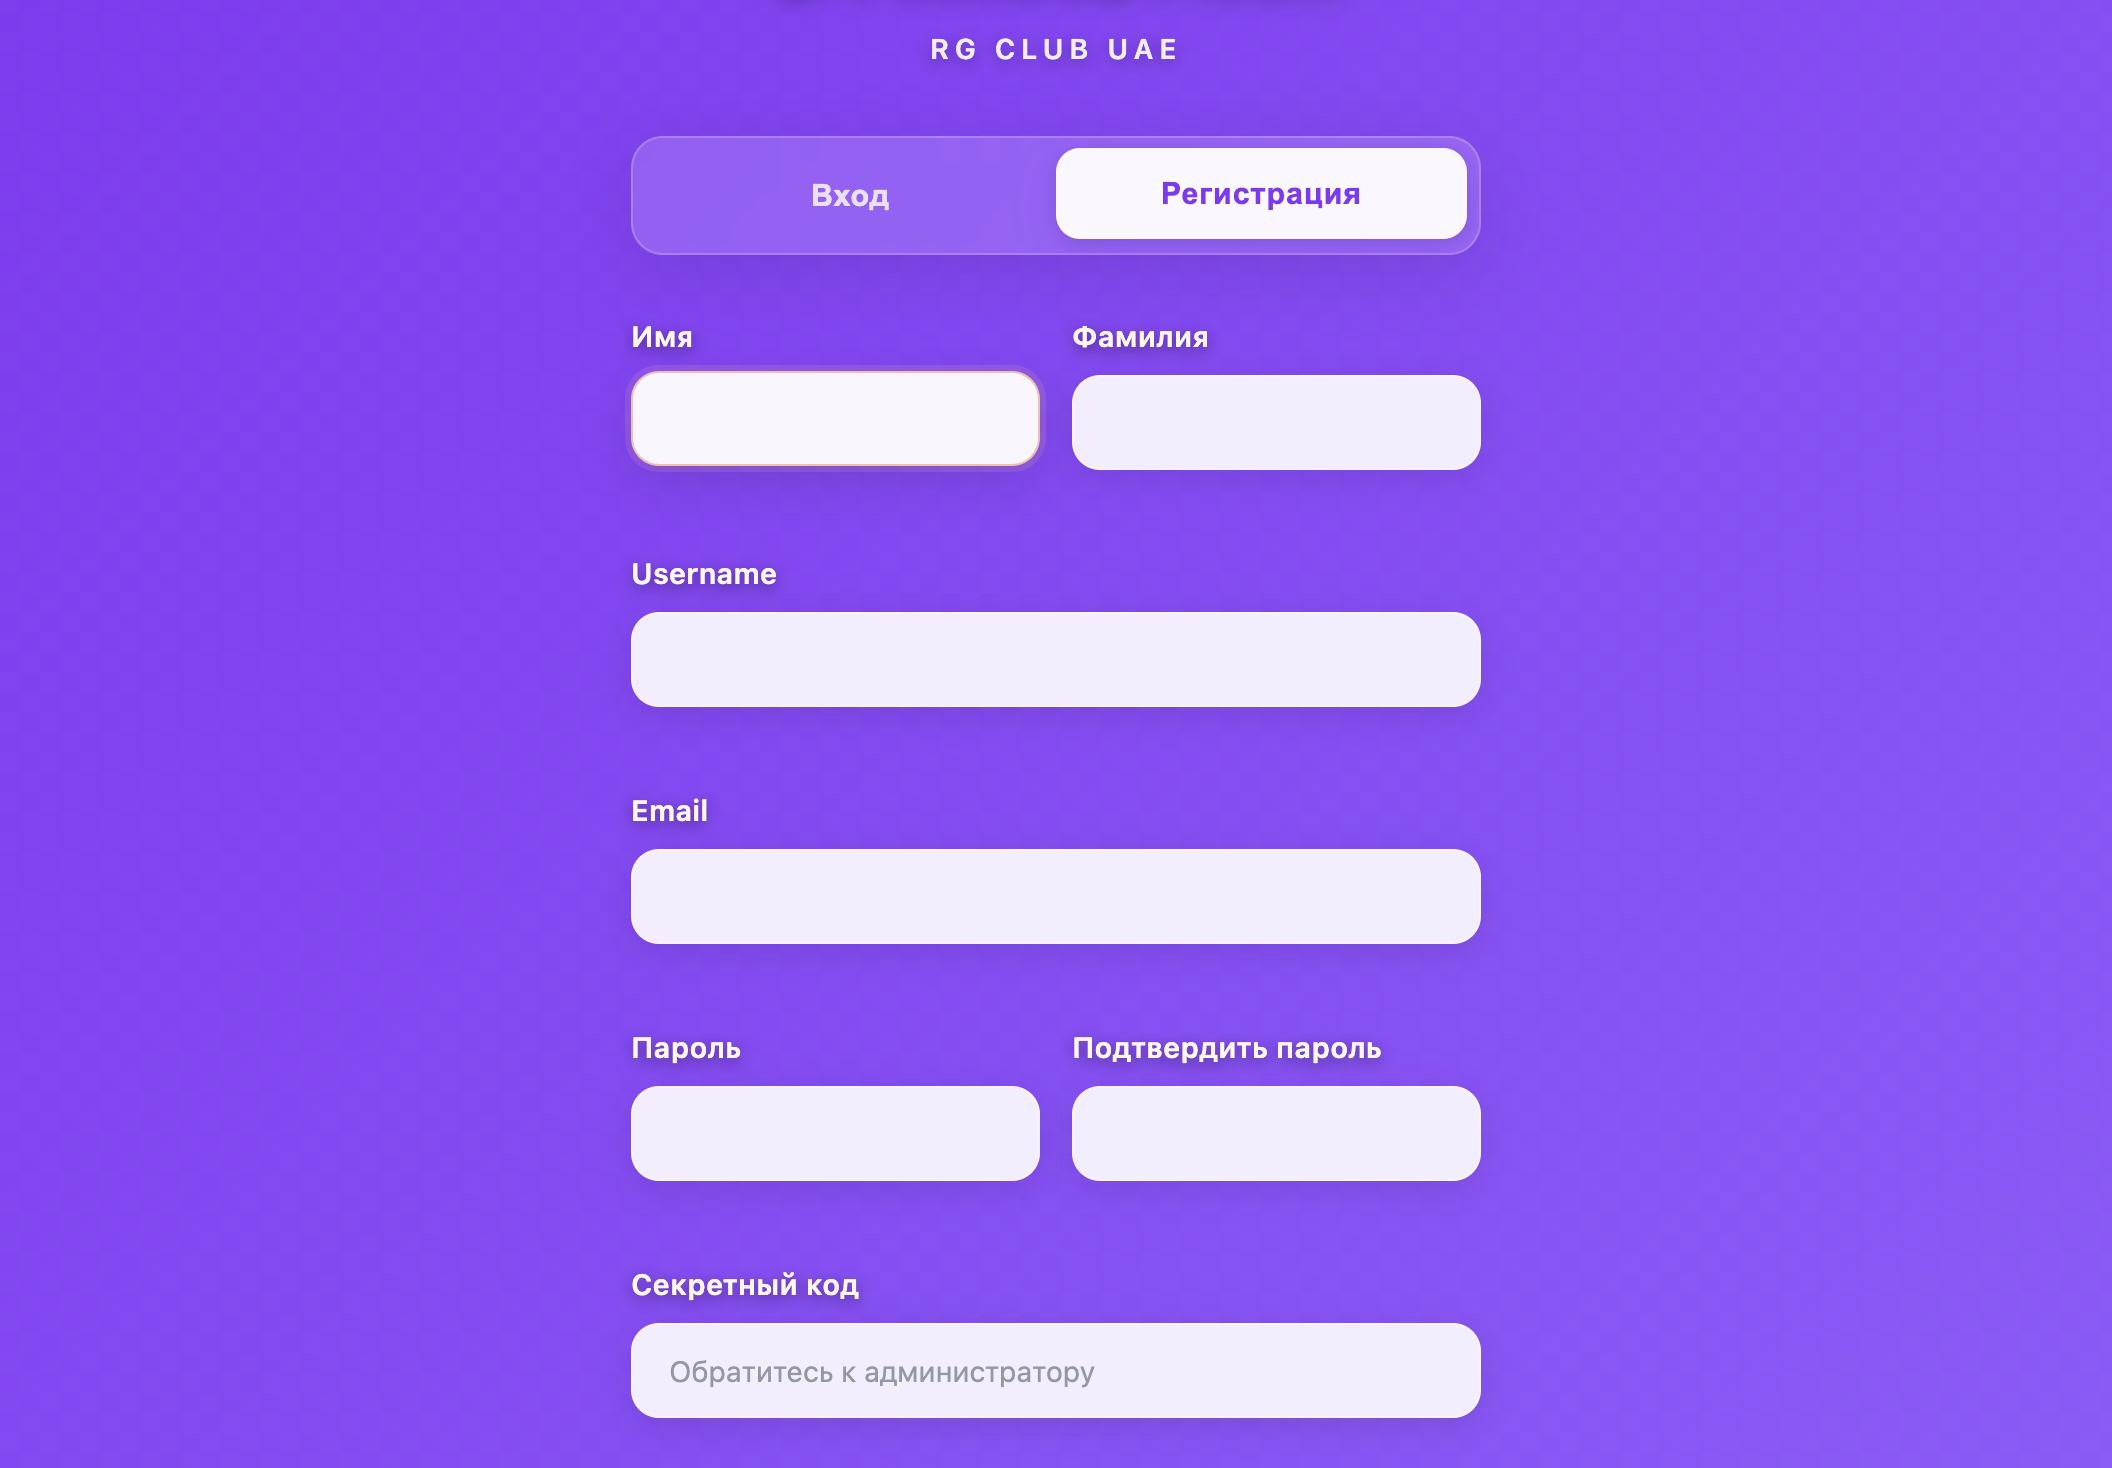 RG CLUB UAE
Вход
Регистрация
Имя
Фамилия
Username
Email
Пароль
Подтвердить пароль
Секретный код
Обратитесь к администратору